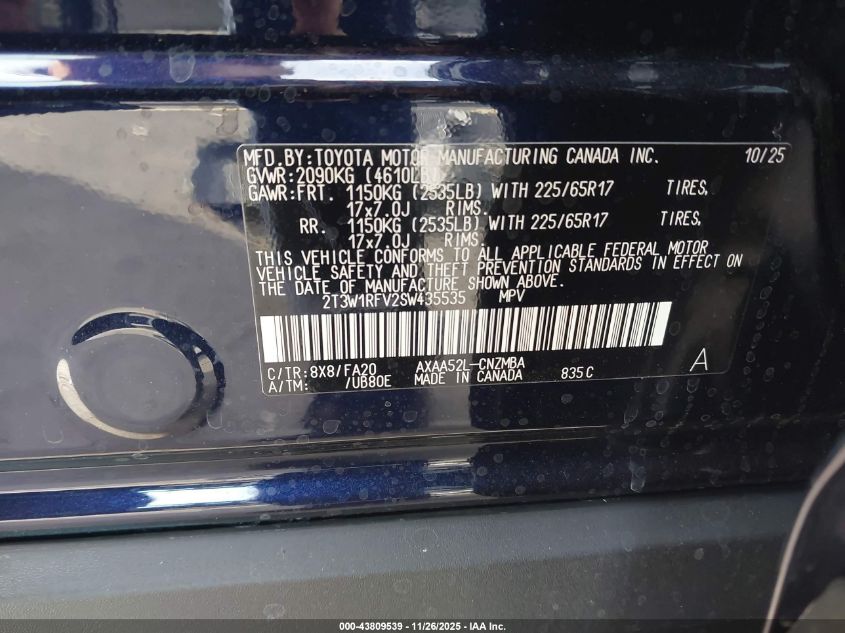 MFD.BY:TOYOTA MOTOR MANUFACTURING CANADA INC. 10/25
GVWR:2090KG (4610LB)
GAWR:FRT. 1150KG (2535LB) WITH 225/65R17 TIRES,
17x7.0J RIMS.
RR. 1150KG (2535LB) WITH 225/65R17 TIRES,
17x7.0J RIMS.
THIS VEHICLE CONFORMS TO ALL APPLICABLE FEDERAL MOTOR
VEHICLE SAFETY AND THEFT PREVENTION STANDARDS IN EFFECT ON
THE DATE OF MANUFACTURE SHOWN ABOVE.
2T3W1RFV2SW435535 MPV
C/TR:8X8/FA20 AXAA52L-CNZMBA A
A/TM: /UB80E MADE IN CANADA 835C
000-43809539 - 11/26/2025 - IAA Inc.